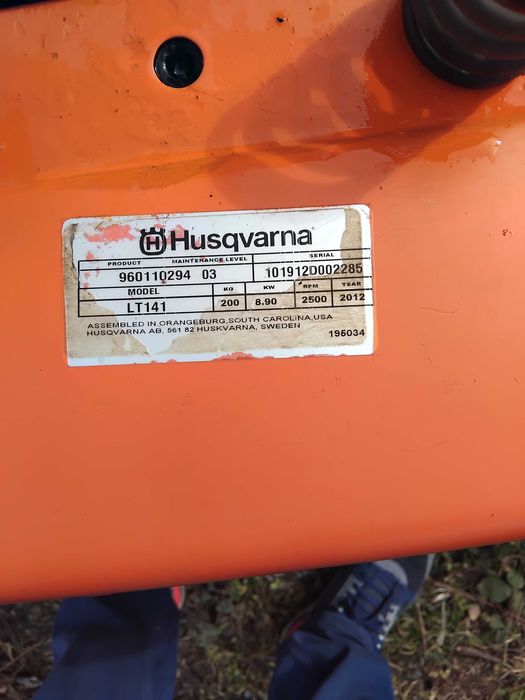 Husqvarna
PRODUCT MAINTENANCE LEVEL SERIAL
960110294 03 101912D002285
MODEL KG KW RPM YEAR
LT141 200 8.90 2500 2012
ASSEMBLED IN ORANGEBURG,SOUTH CAROLINA,USA
HUSQVARNA AB, 561 82 HUSKVARNA, SWEDEN 195034